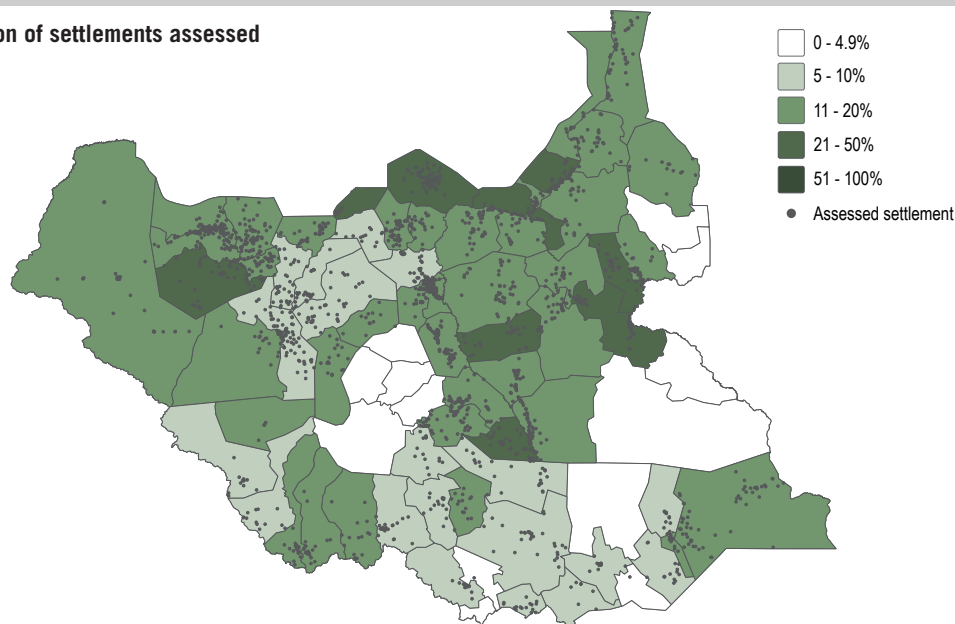 on of settlements assessed
0 - 4.9%
5 - 10%
11 - 20%
21 - 50%
51 - 100%
Assessed settlement